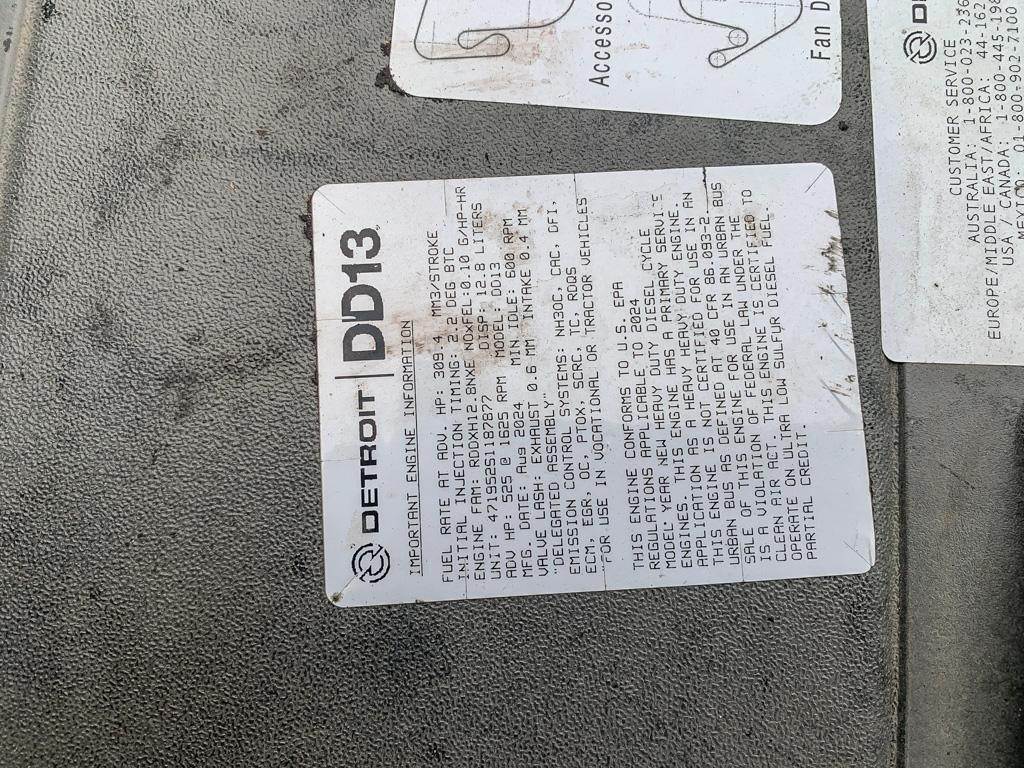 Accesso
Fan D
DETROIT | DD13
IMPORTANT ENGINE INFORMATION
FUEL RATE AT ADV. HP: 309.4 MM3/STROKE
INITIAL INJECTION TIMING: 2.2 DEG BTC
ENGINE FAM: RDDXH12.8NXE NOxFEL:0.10 G/HP-HR
UNIT: 471952S1187877 DISP: 12.8 LITERS
ADV HP: 525 @ 1625 RPM MODEL: DD13
MFG. DATE: Aug 2024 MIN IDLE: 600 RPM
VALVE LASH: EXHAUST 0.6 MM INTAKE 0.4 MM
"DELEGATED ASSEMBLY"
EMISSION CONTROL SYSTEMS: NH3OC, CAC, DFI,
ECM, EGR, OC, PTOX, SCRC, TC, RDQS
"FOR USE IN VOCATIONAL OR TRACTOR VEHICLES"
THIS ENGINE CONFORMS TO U.S. EPA
REGULATIONS APPLICABLE TO 2024
MODEL YEAR NEW HEAVY DUTY DIESEL CYCLE
ENGINES. THIS ENGINE HAS A PRIMARY SERVICE
APPLICATION AS A HEAVY HEAVY DUTY ENGINE.
THIS ENGINE IS NOT CERTIFIED FOR USE IN AN
URBAN BUS AS DEFINED AT 40 CFR 86.093-2.
SALE OF THIS ENGINE FOR USE IN AN URBAN BUS
IS A VIOLATION OF FEDERAL LAW UNDER THE
CLEAN AIR ACT. THIS ENGINE IS CERTIFIED TO
OPERATE ON ULTRA LOW SULFUR DIESEL FUEL.
PARTIAL CREDIT.
CUSTOMER SERVICE
AUSTRALIA: 1-800-023-236
EUROPE/MIDDLE EAST/AFRICA: 44-162
USA / CANADA: 1-800-445-198
MEXICO: 01-800-902-7100